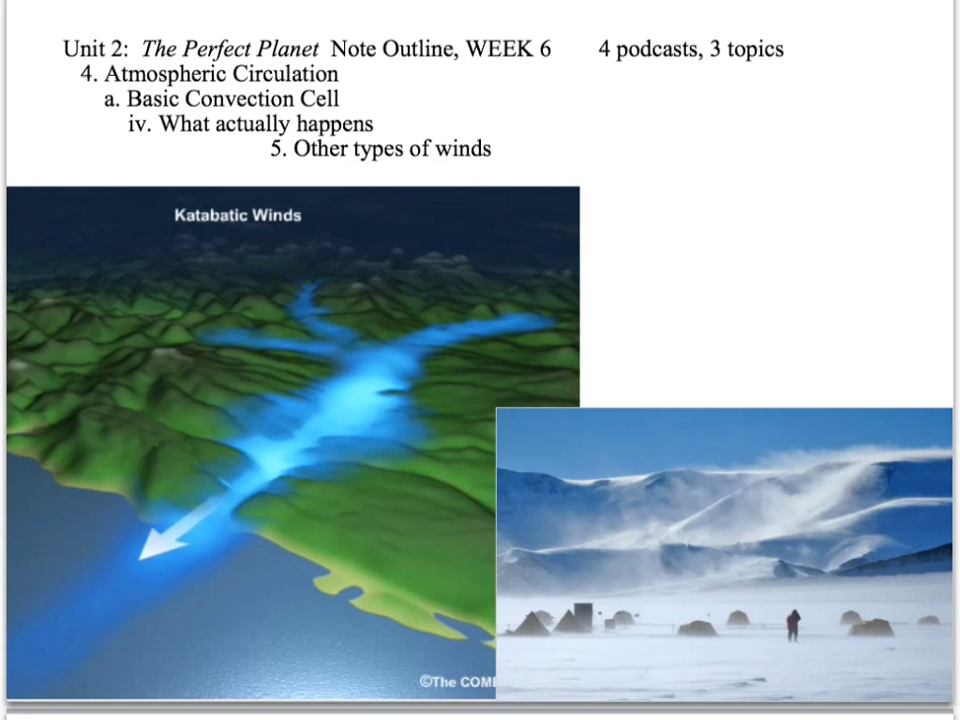 Unit 2:  The Perfect Planet  Note Outline, WEEK 6        4 podcasts, 3 topics
4. Atmospheric Circulation
a. Basic Convection Cell
iv. What actually happens
5. Other types of winds
Katabatic Winds
©The COM